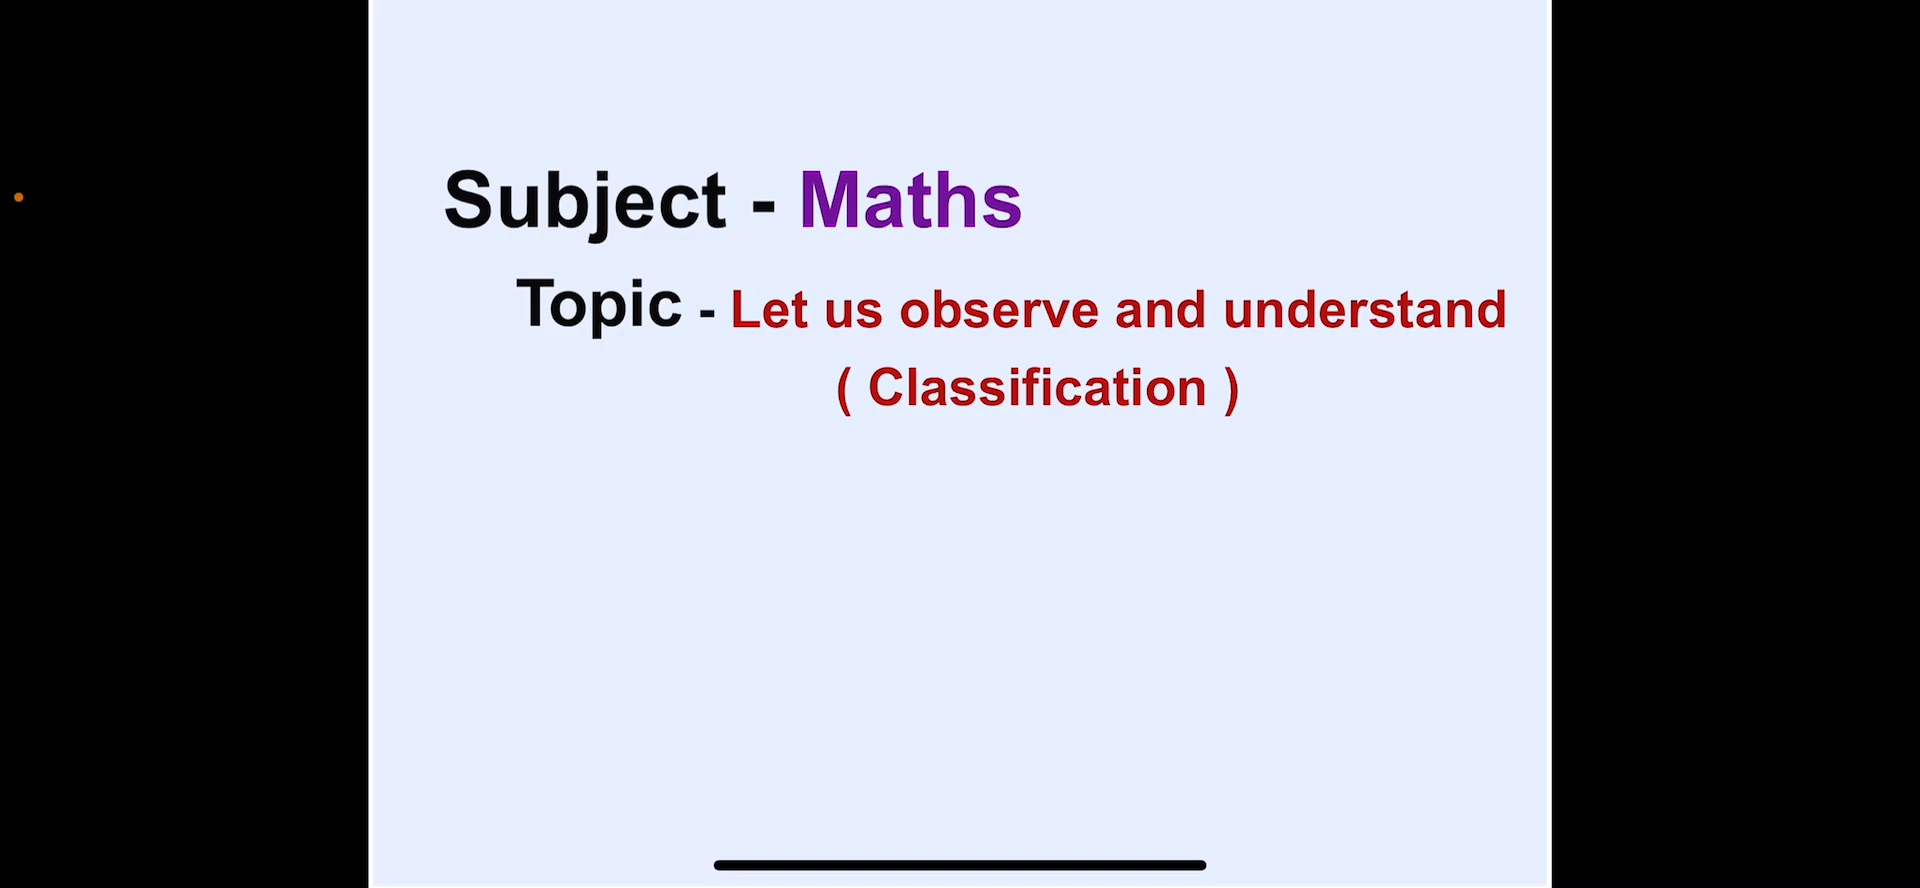 Subject - Maths
Topic - Let us observe and understand
( Classification )